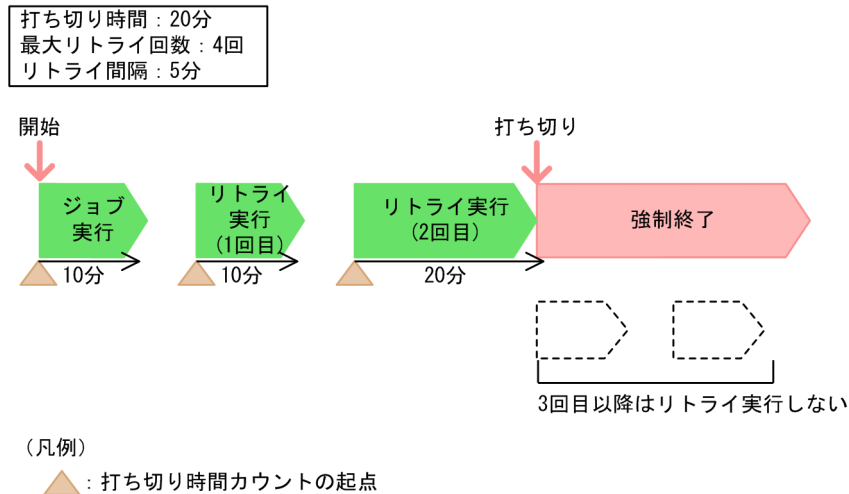 打ち切り時間：20分
最大リトライ回数：4回
リトライ間隔：5分
開始
打ち切り
ジョブ
実行
リトライ
実行
(1回目)
リトライ実行
(2回目)
強制終了
10分
10分
20分
3回目以降はリトライ実行しない
（凡例）
：打ち切り時間カウントの起点